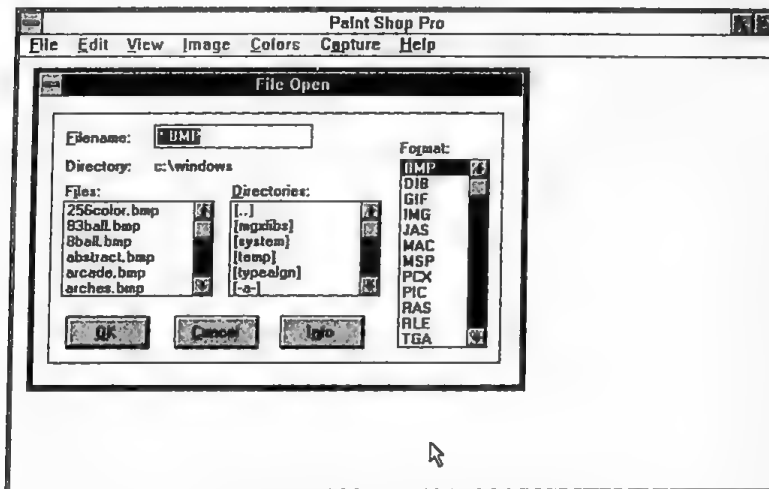 Paint Shop Pro
File Edit View Image Colors Capture Help
File Open
Filename: *.BMP
Directory: c:\windows
Format:
BMP
DIB
GIF
IMG
JAS
MAC
MSP
PCX
PIC
RAS
RLE
TGA
Files:
256color.bmp
83ball.bmp
8ball.bmp
abstract.bmp
arcade.bmp
arches.bmp
Directories:
[..]
[mgxlibs]
[system]
[temp]
[typealgn]
[-a-]
OK Cancel Info